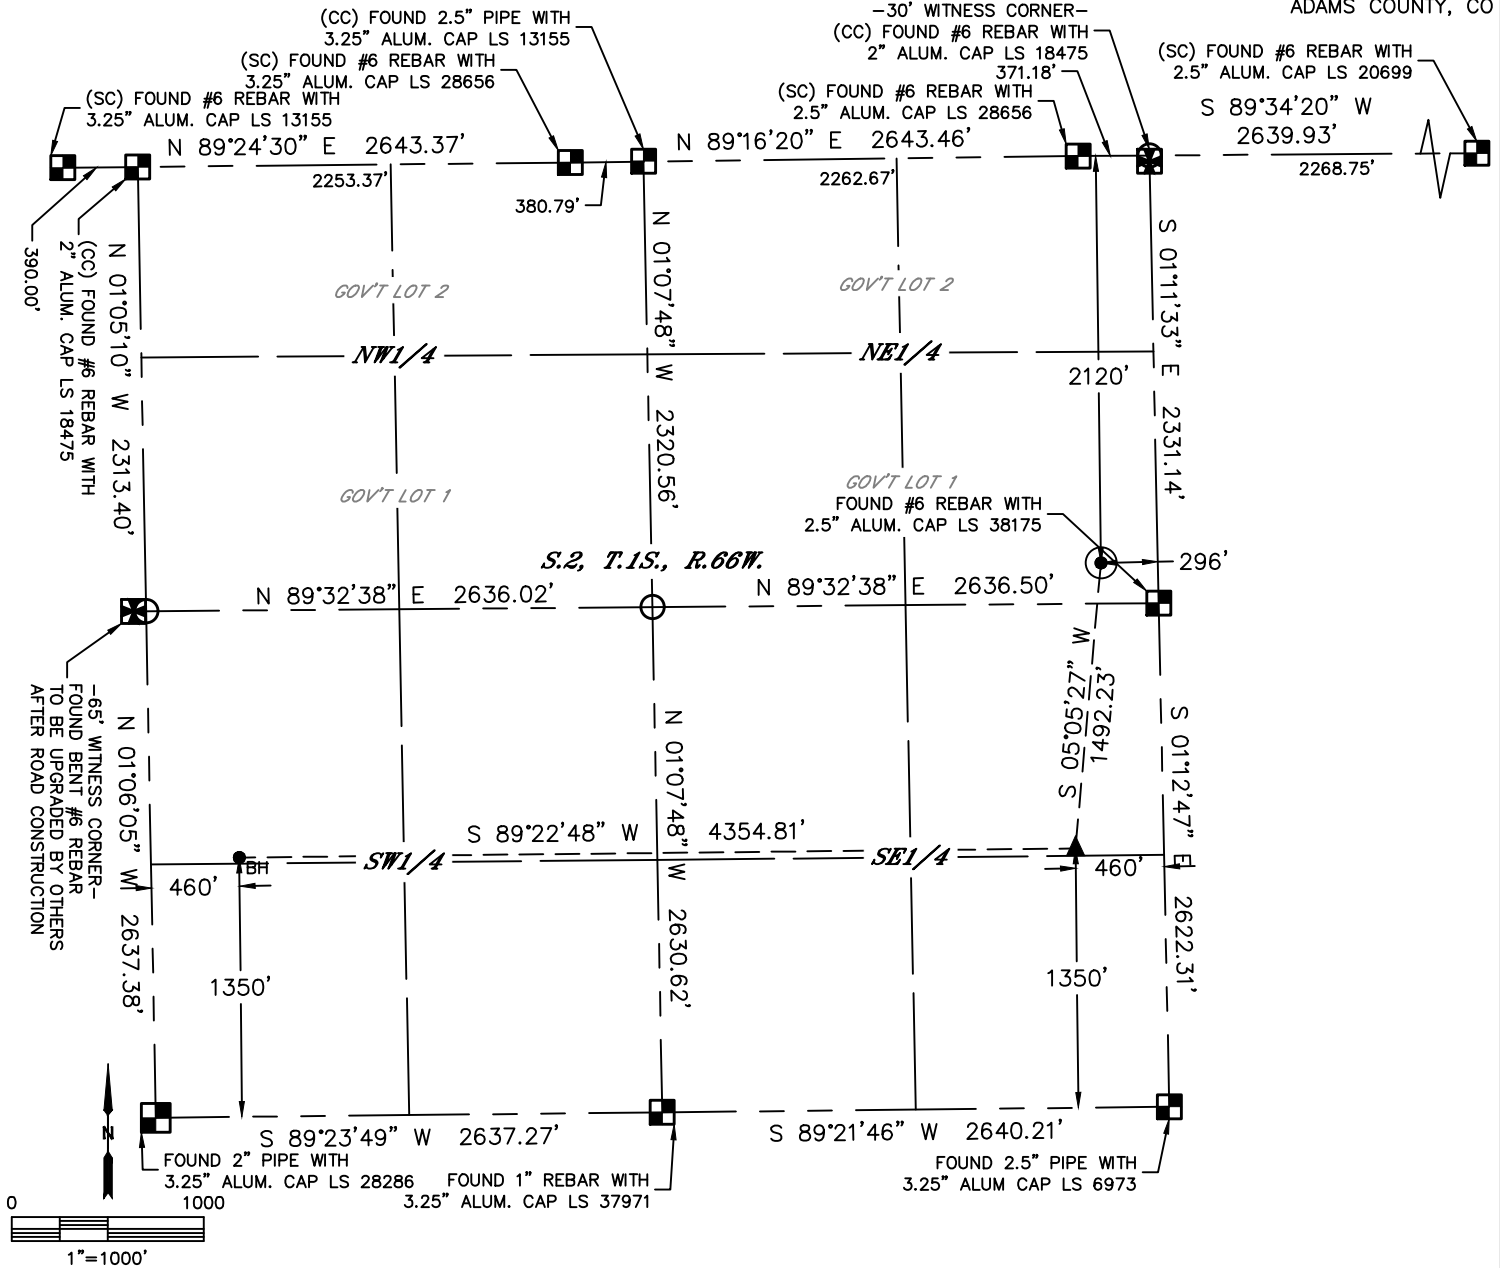 ADAMS COUNTY, CO
(CC) FOUND 2.5" PIPE WITH
3.25" ALUM. CAP LS 13155
-30' WITNESS CORNER-
(CC) FOUND #6 REBAR WITH
2" ALUM. CAP LS 18475
371.18'
(SC) FOUND #6 REBAR WITH
2.5" ALUM. CAP LS 20699
(SC) FOUND #6 REBAR WITH
3.25" ALUM. CAP LS 28656
(SC) FOUND #6 REBAR WITH
2.5" ALUM. CAP LS 28656
(SC) FOUND #6 REBAR WITH
3.25" ALUM. CAP LS 13155
S 89°34'20" W
2639.93'
N 89°24'30" E 2643.37'
N 89°16'20" E 2643.46'
2253.37'
380.79'
2262.67'
2268.75'
390.00'
(CC) FOUND #6 REBAR WITH
2" ALUM. CAP LS 18475
N 01°05'10" W 2313.40'
N 01°07'48" W 2320.56'
S 01°11'33" E 2331.14'
GOV'T LOT 2
GOV'T LOT 2
NW1/4
NE1/4
2120'
GOV'T LOT 1
GOV'T LOT 1
FOUND #6 REBAR WITH
2.5" ALUM. CAP LS 38175
S.2, T.1S., R.66W.
296'
N 89°32'38" E 2636.02'
N 89°32'38" E 2636.50'
-65' WITNESS CORNER-
FOUND BENT #6 REBAR
TO BE UPGRADED BY OTHERS
AFTER ROAD CONSTRUCTION
N 01°06'05" W 2637.38'
N 01°07'48" W 2630.62'
S 05°05'27" W
1492.23'
S 01°12'47" E 2622.31'
S 89°22'48" W 4354.81'
BH
SW1/4
SE1/4
460'
460'
1350'
1350'
N
S 89°23'49" W 2637.27'
S 89°21'46" W 2640.21'
FOUND 2" PIPE WITH
3.25" ALUM. CAP LS 28286
FOUND 1" REBAR WITH
3.25" ALUM. CAP LS 37971
FOUND 2.5" PIPE WITH
3.25" ALUM CAP LS 6973
0 1000
1"=1000'